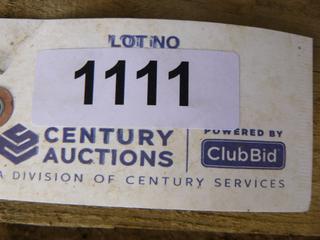 LOT NO
1111
CENTURY
AUCTIONS
POWERED BY
ClubBid
A DIVISION OF CENTURY SERVICES